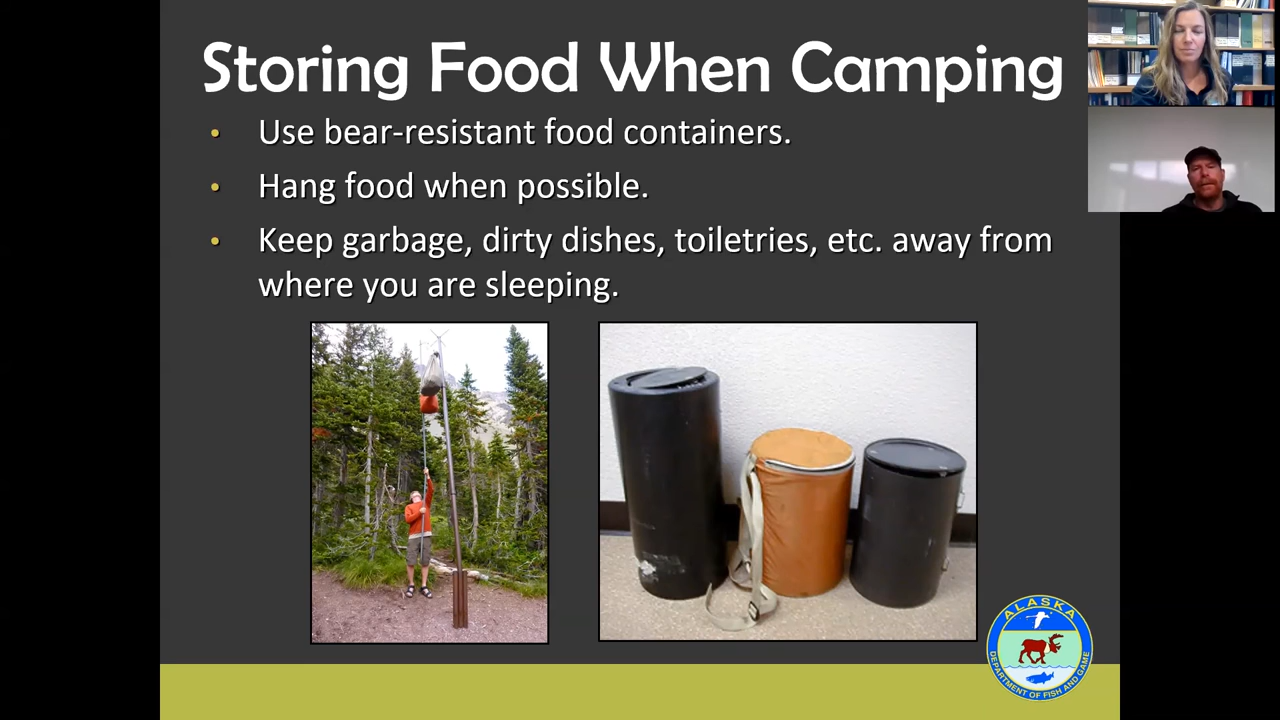 Storing Food When Camping
• Use bear-resistant food containers.
• Hang food when possible.
• Keep garbage, dirty dishes, toiletries, etc. away from
where you are sleeping.
ALASKA
DEPARTMENT OF FISH AND GAME